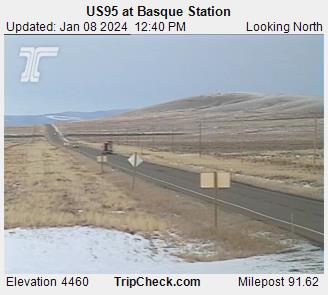 US95 at Basque Station
Updated: Jan 08 2024 12:40 PM Looking North
Elevation 4460 TripCheck.com Milepost 91.62